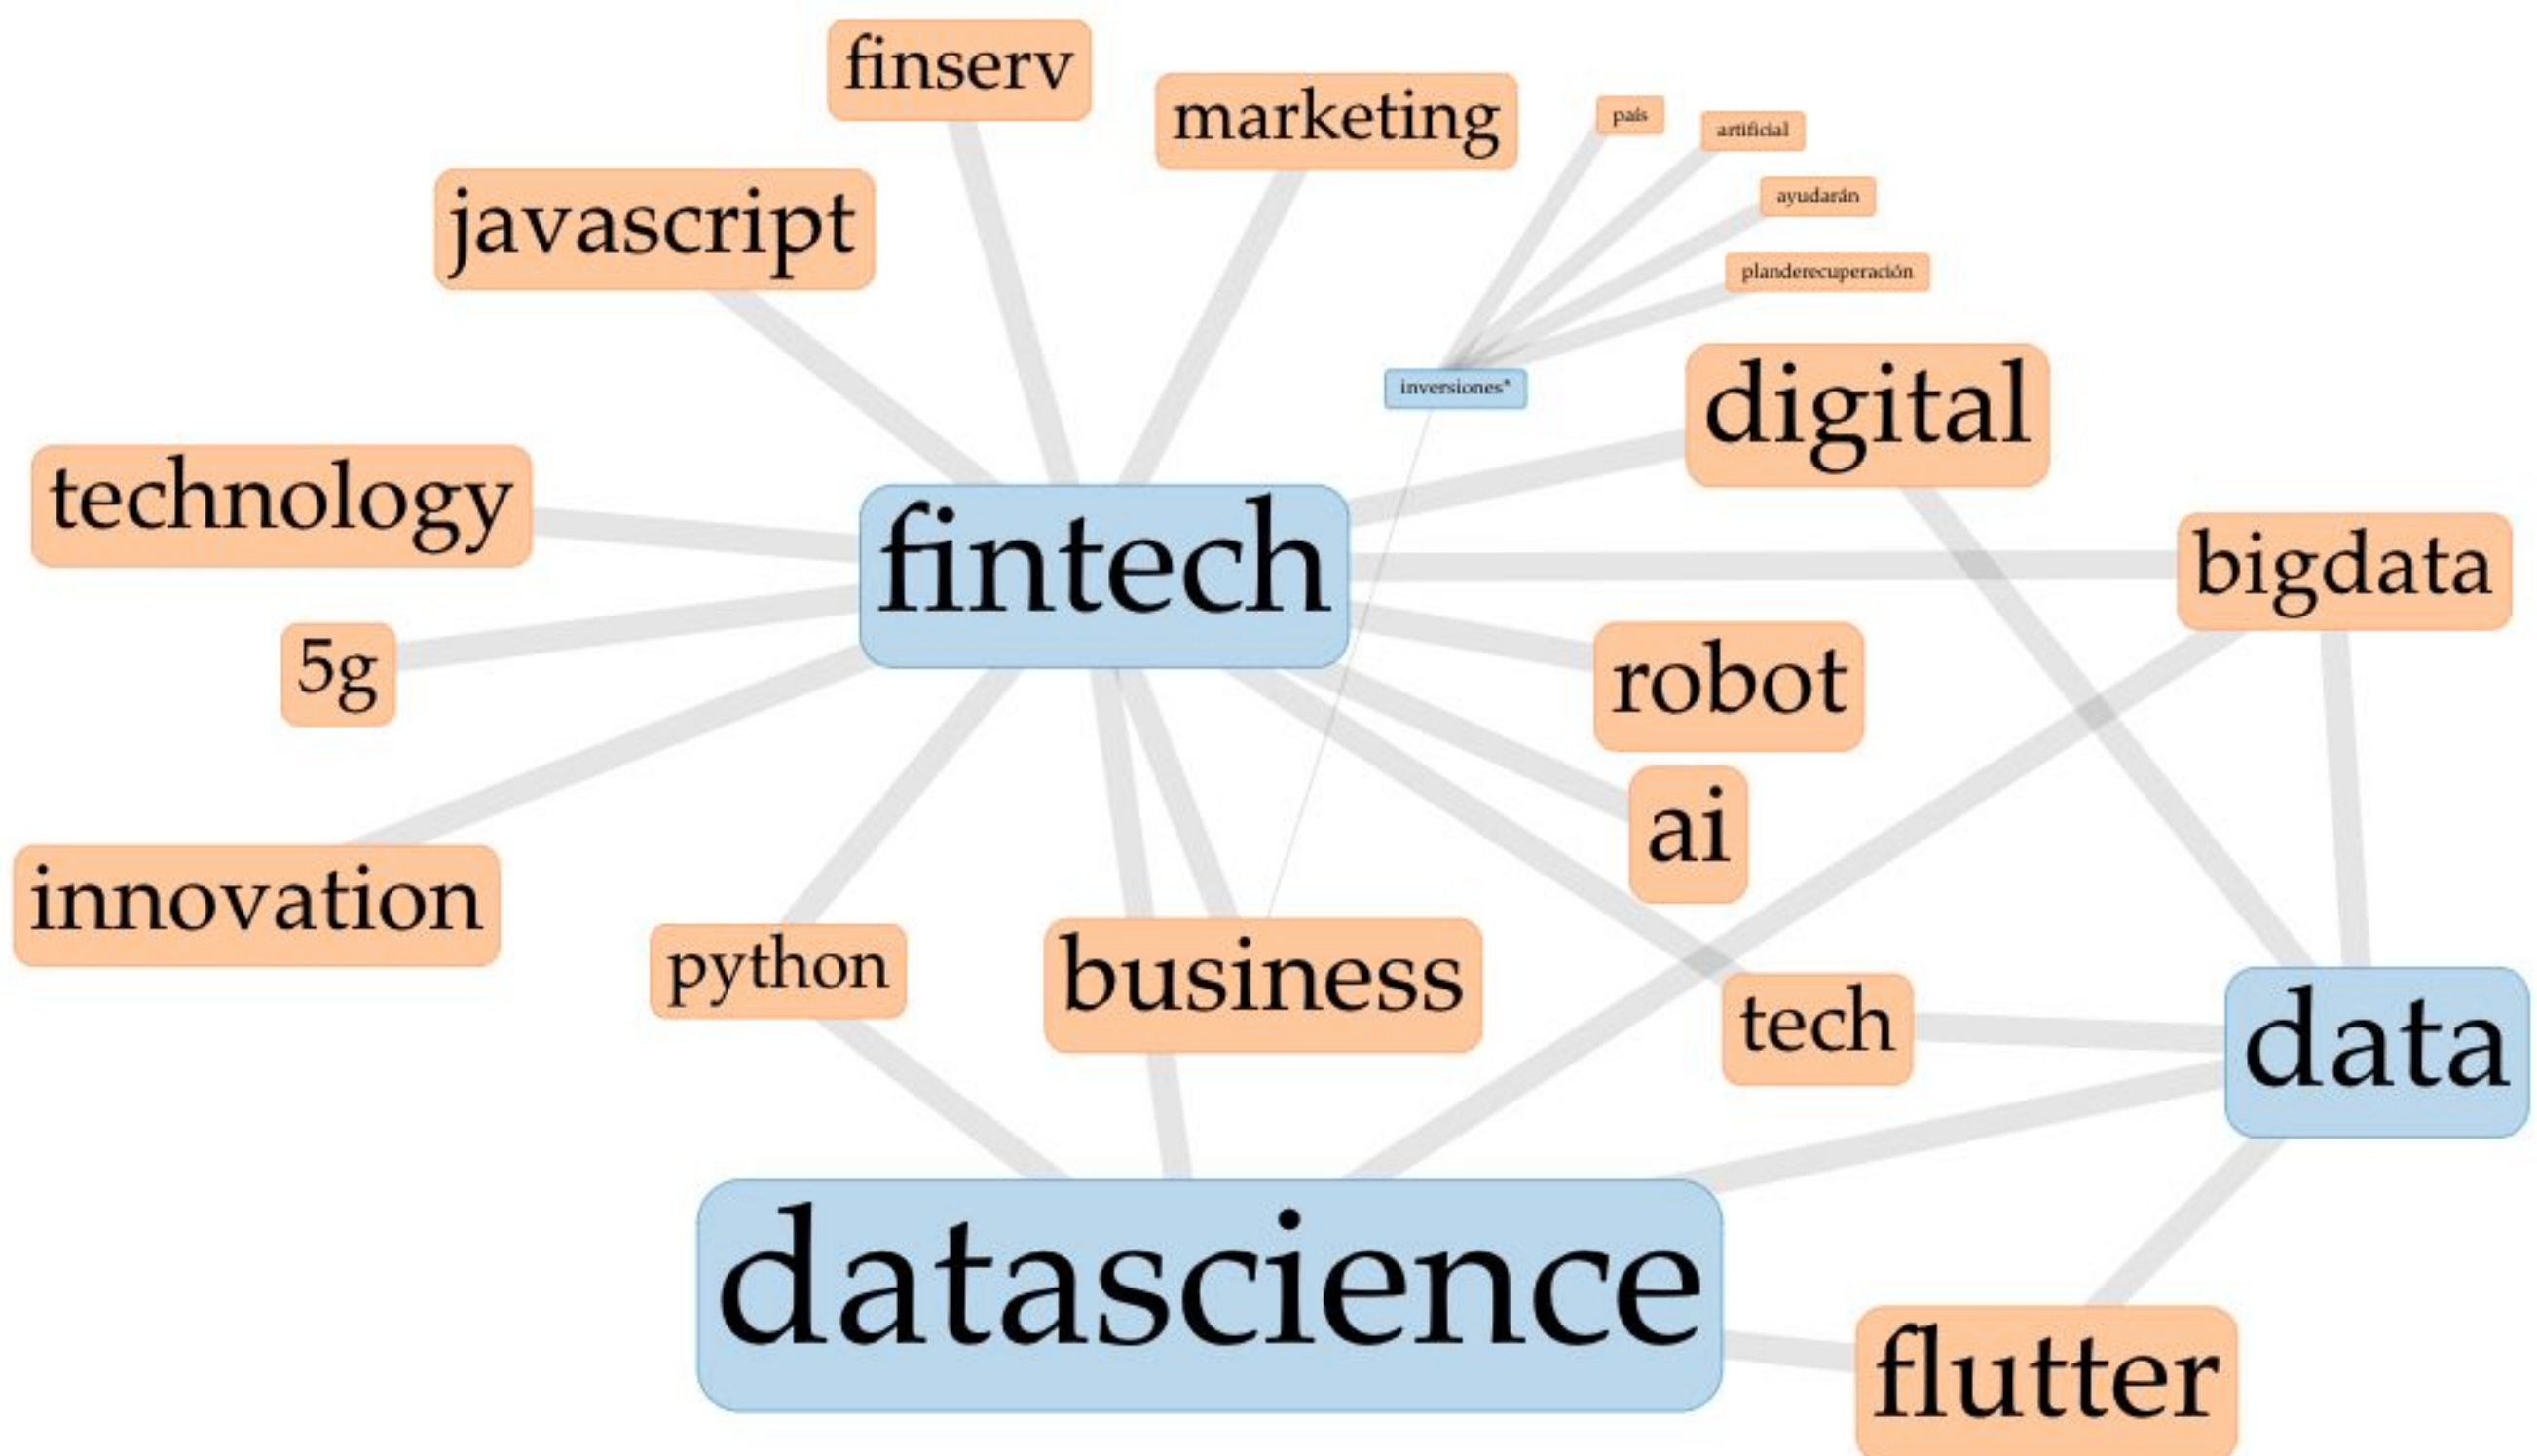 finserv
marketing
país
artificial
javascript
ayudarán
planderecuperación
inversiones*
digital
technology
fintech
bigdata
5g
robot
ai
innovation
python
business
tech
data
datascience
flutter